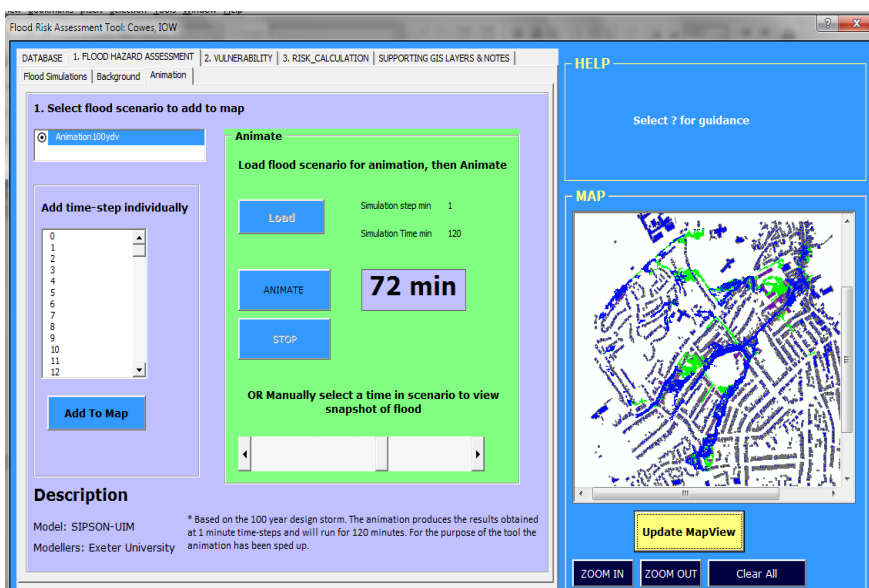 Bookmarks Insert Selection Tools Window Help
Flood Risk Assessment Tool: Cowes, IOW
DATABASE 1. FLOOD HAZARD ASSESSMENT 2. VULNERABILITY 3. RISK_CALCULATION SUPPORTING GIS LAYERS & NOTES
Flood Simulations Background Animation
1. Select flood scenario to add to map
Animation100ydv
Add time-step individually
0
1
2
3
4
5
6
7
8
9
10
11
12
Add To Map
Animate
Load flood scenario for animation, then Animate
Load
Simulation step min 1
Simulation Time min 120
ANIMATE
72 min
STOP
OR Manually select a time in scenario to view
snapshot of flood
Description
Model: SIPSON-UIM
Modellers: Exeter University
* Based on the 100 year design storm. The animation produces the results obtained
at 1 minute time-steps and will run for 120 minutes. For the purpose of the tool the
animation has been sped up.
HELP
Select ? for guidance
MAP
Update MapView
ZOOM IN ZOOM OUT Clear All